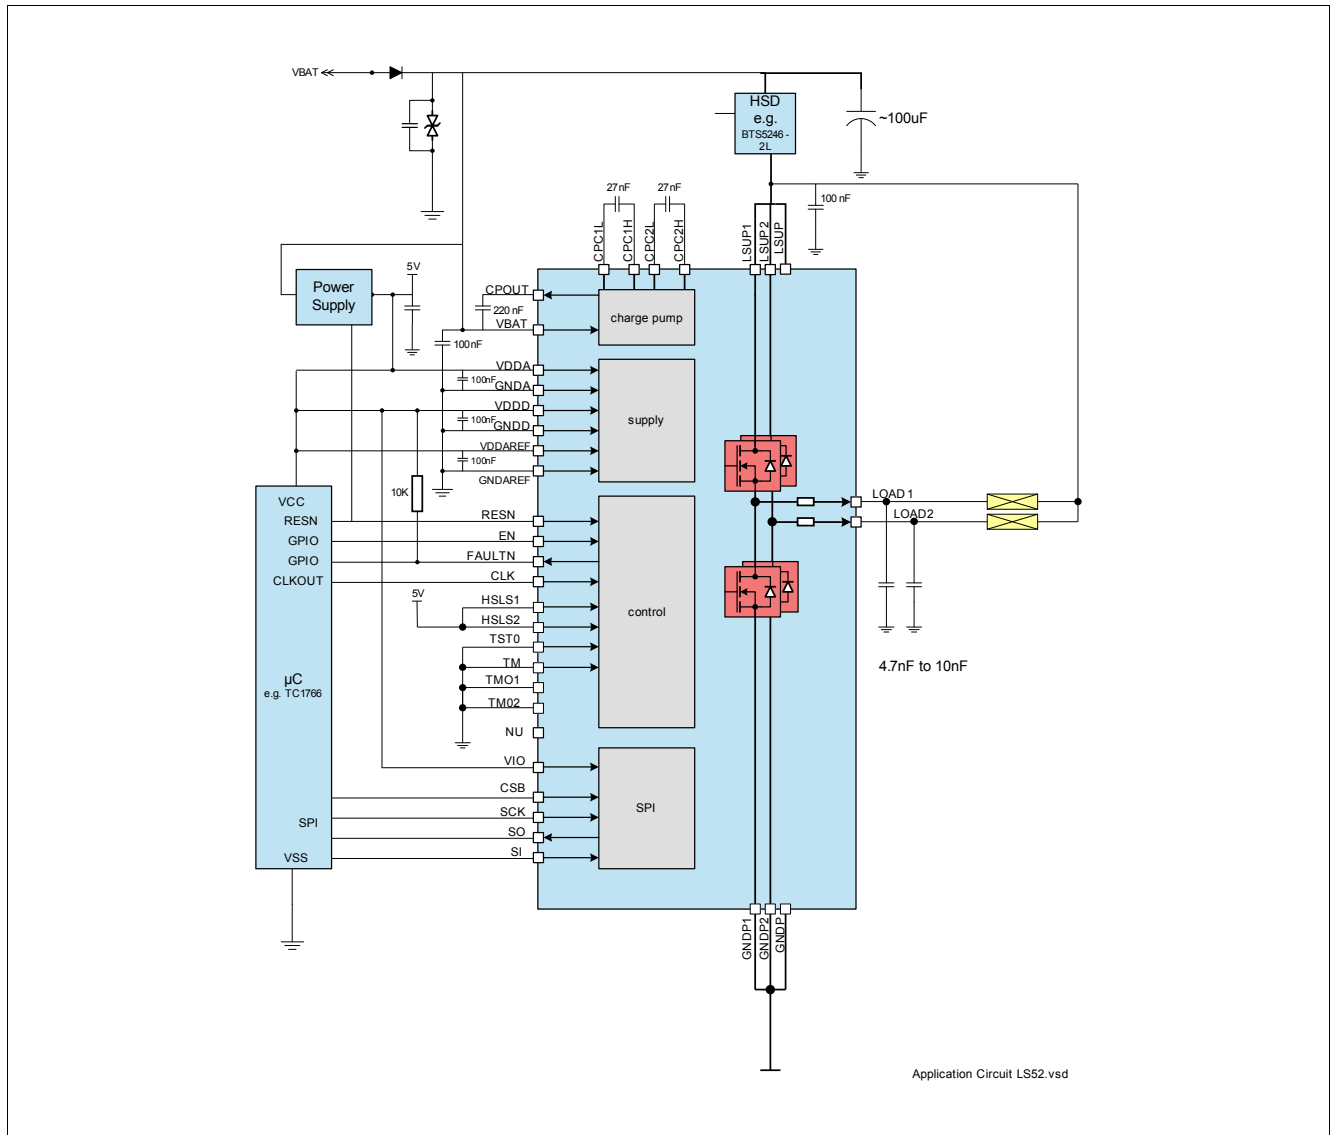 VBAT
HSD
e.g.
BTS5246 -
2L
~100uF
27nF
27nF
100 nF
CPC1L
CPC1H
CPC2L
CPC2H
LSUP1
LSUP2
LSUP
5V
Power
Supply
CPOUT
220 nF
VBAT
100nF
charge pump
VDDA
100nF
GNDA
VDDD
100nF
GNDD
VDDAREF
100nF
GNDAREF
supply
10K
VCC
RESN
GPIO
GPIO
CLKOUT
RESN
EN
FAULTN
CLK
5V
HSLS1
HSLS2
TST0
TM
TMO1
TM02
NU
control
LOAD1
LOAD2
4.7nF to 10nF
µC
e.g. TC1766
VIO
CSB
SCK
SO
SI
SPI
SPI
VSS
GNDP1
GNDP2
GNDP
Application Circuit LS52.vsd